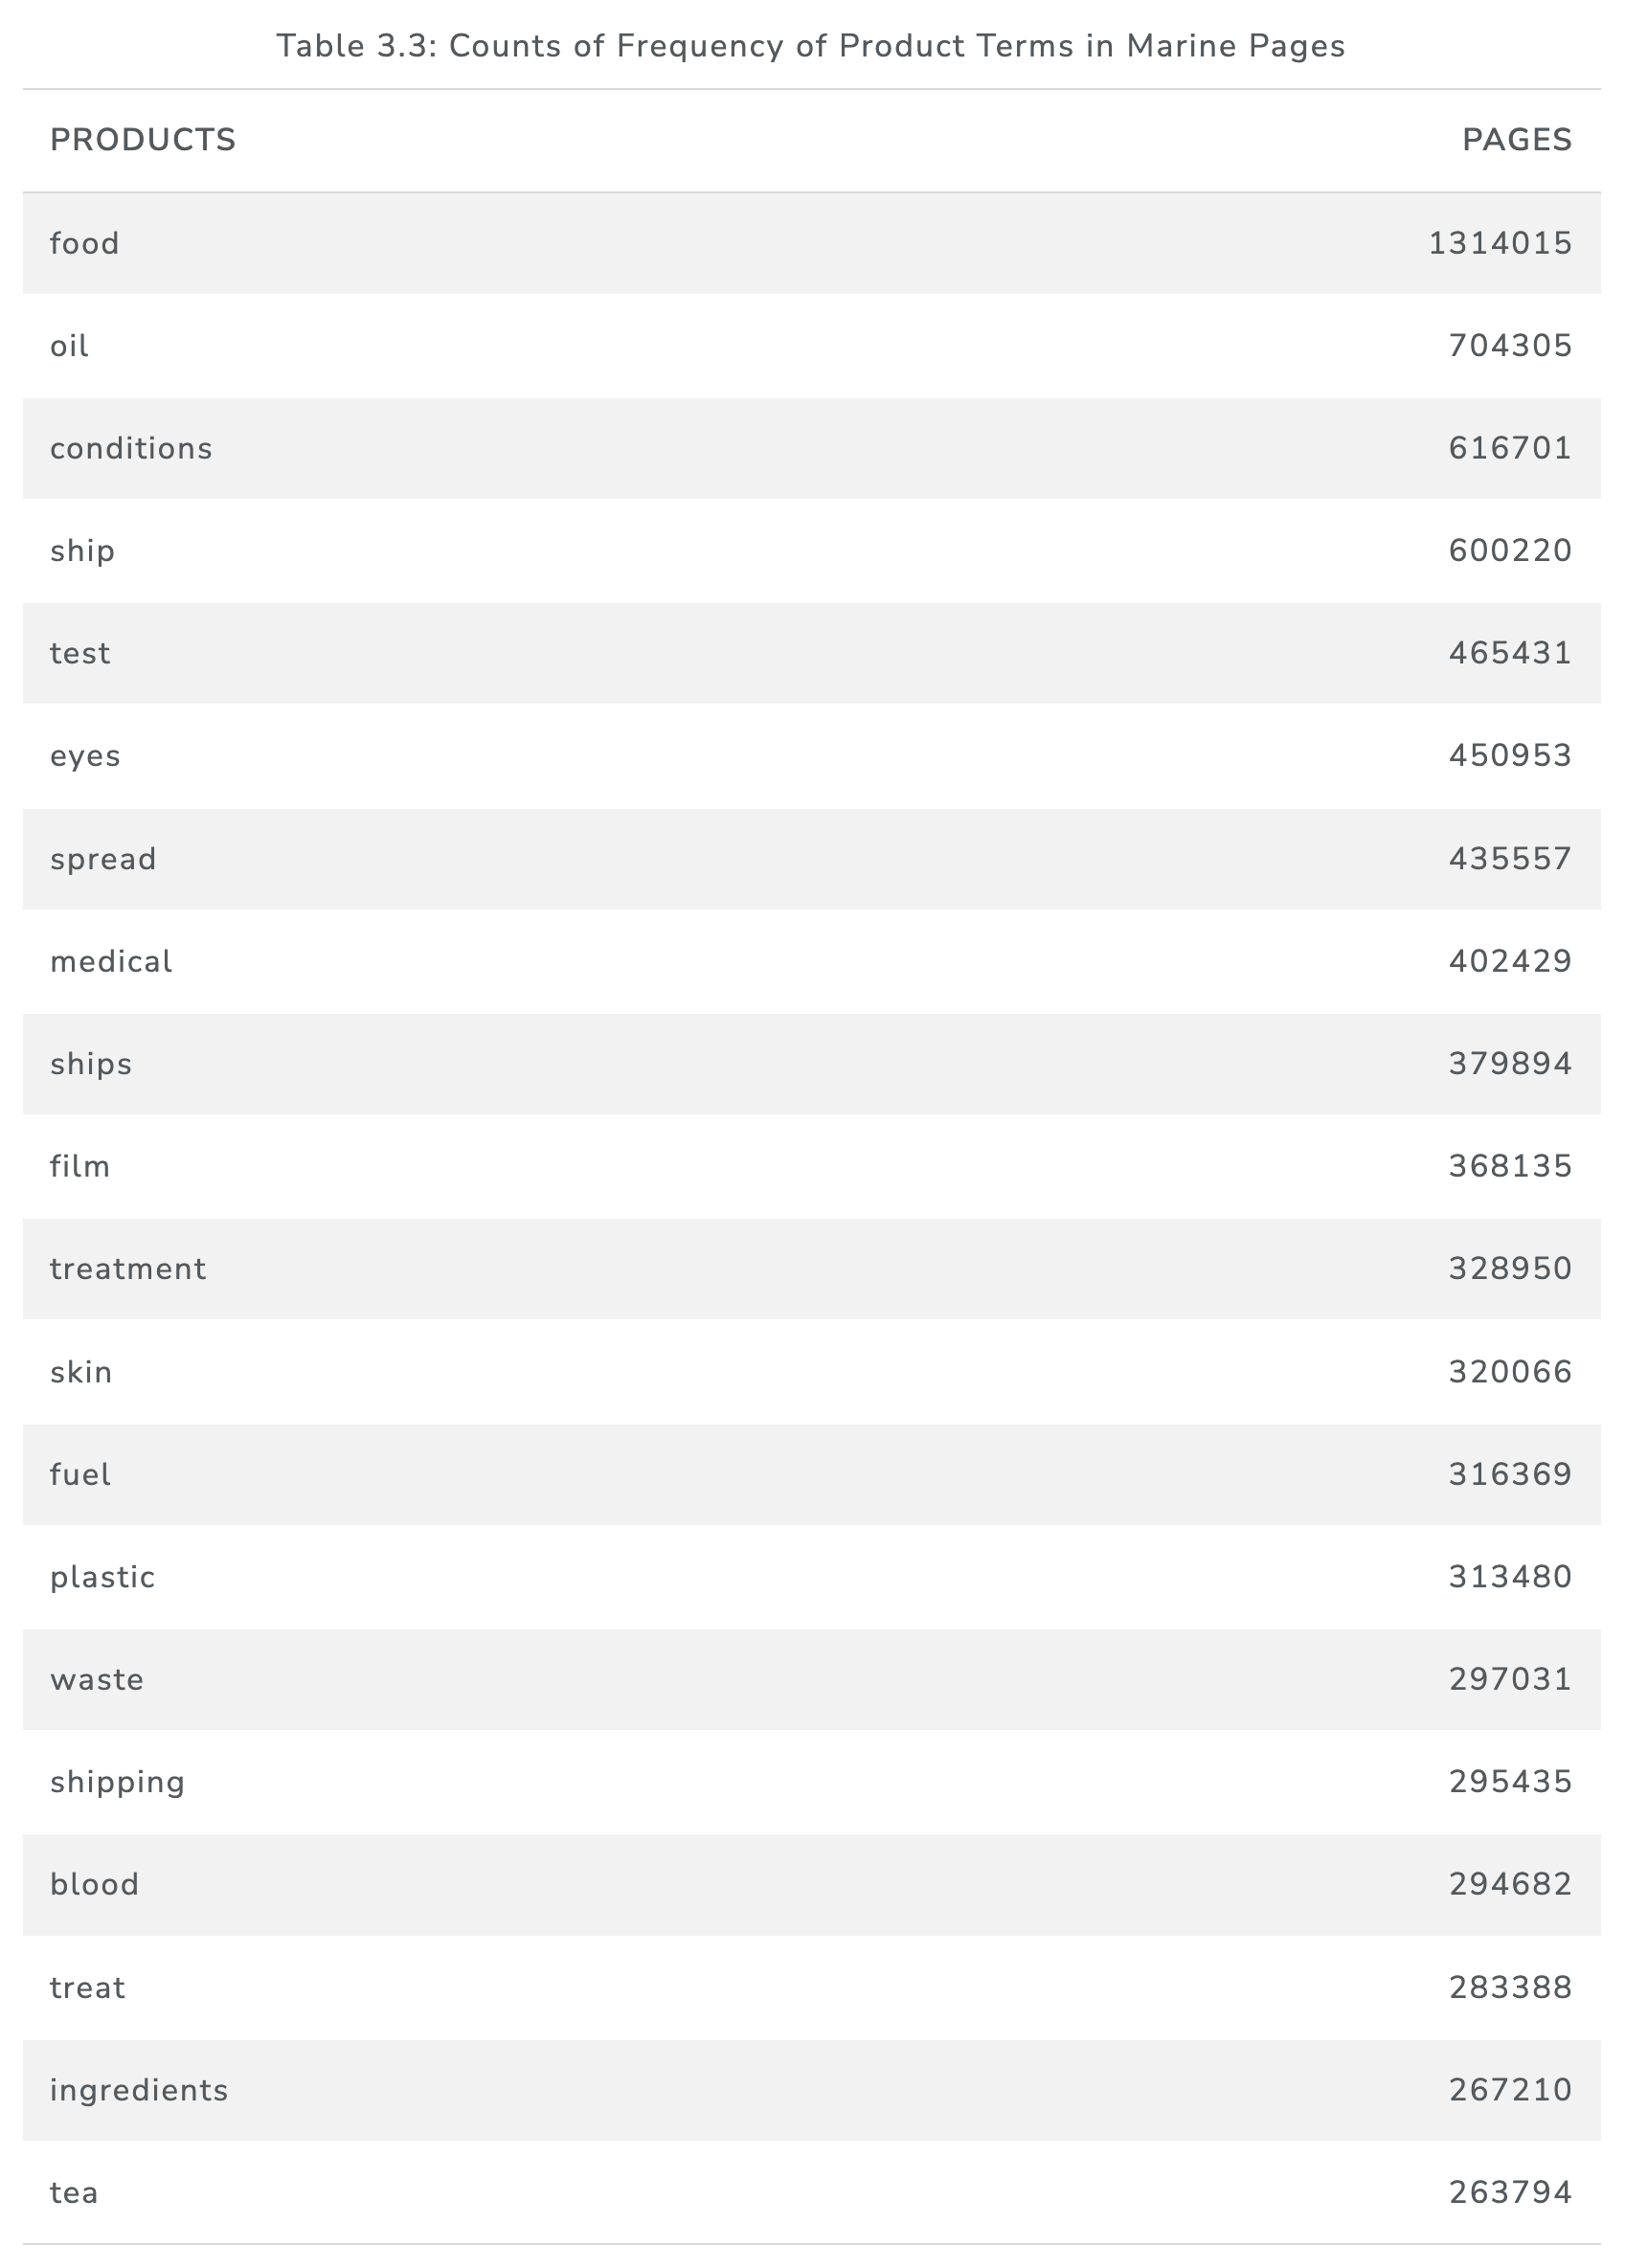 Table 3.3: Counts of Frequency of Product Terms in Marine Pages
PRODUCTS PAGES
food 1314015
oil 704305
conditions 616701
ship 600220
test 465431
eyes 450953
spread 435557
medical 402429
ships 379894
film 368135
treatment 328950
skin 320066
fuel 316369
plastic 313480
waste 297031
shipping 295435
blood 294682
treat 283388
ingredients 267210
tea 263794